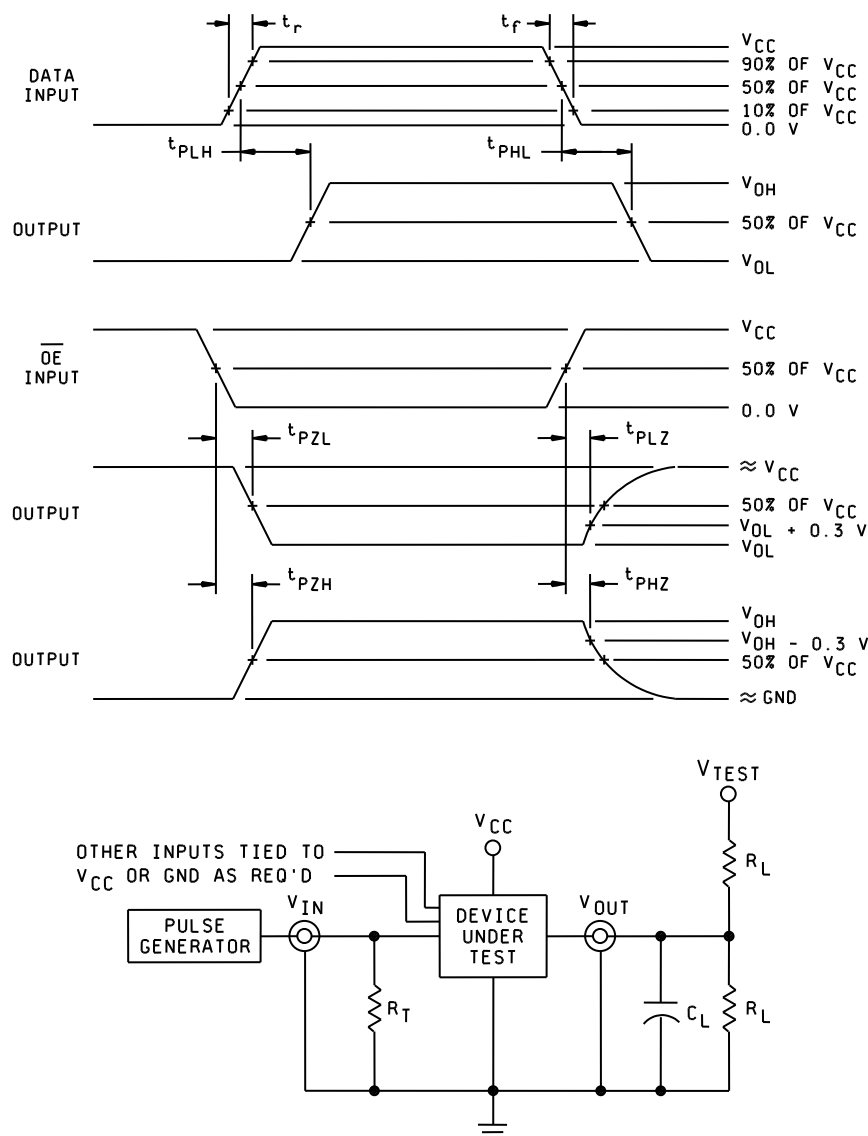 t_r
t_f
DATA INPUT
V_CC
90% OF V_CC
50% OF V_CC
10% OF V_CC
0.0 V
t_PLH
t_PHL
OUTPUT
V_OH
50% OF V_CC
V_OL
OE INPUT
V_CC
50% OF V_CC
0.0 V
t_PZL
t_PLZ
OUTPUT
≈ V_CC
50% OF V_CC
V_OL + 0.3 V
V_OL
t_PZH
t_PHZ
OUTPUT
V_OH
V_OH - 0.3 V
50% OF V_CC
≈ GND
V_TEST
V_CC
OTHER INPUTS TIED TO
V_CC OR GND AS REQ'D
R_L
V_IN
V_OUT
PULSE GENERATOR
DEVICE UNDER TEST
R_T
C_L
R_L